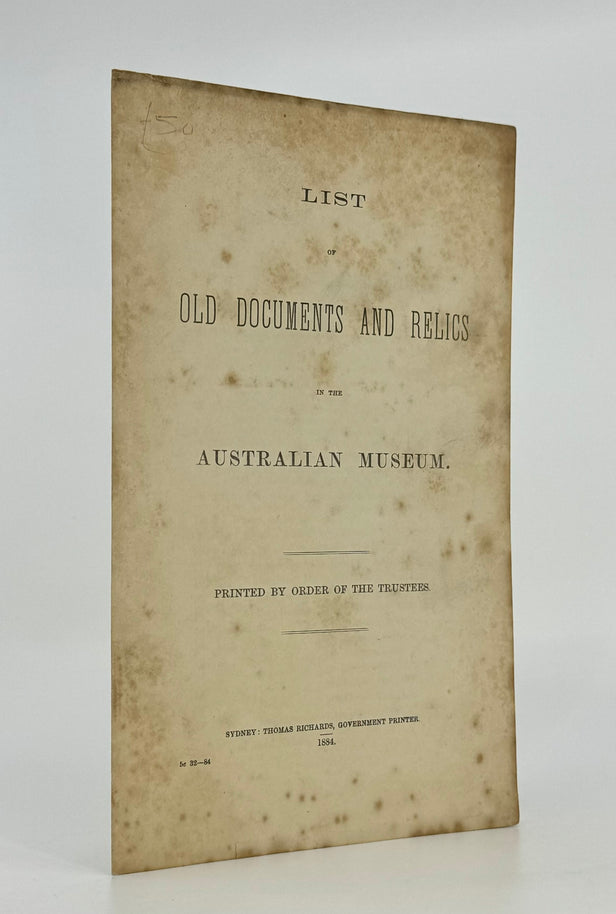 £50
LIST
OF
OLD DOCUMENTS AND RELICS
IN THE
AUSTRALIAN MUSEUM.
PRINTED BY ORDER OF THE TRUSTEES.
SYDNEY: THOMAS RICHARDS, GOVERNMENT PRINTER.
1884.
5c 32—84